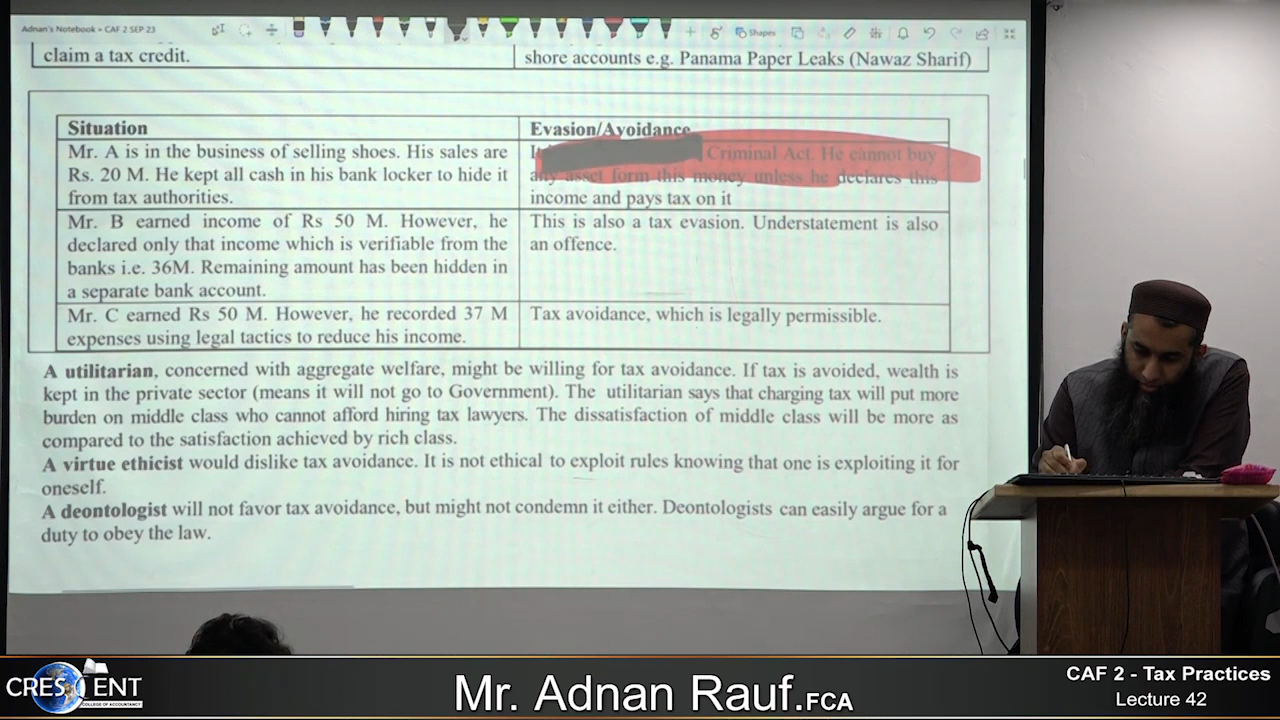 Adnan's Notebook » CAF 2 SEP 23
Shapes
claim a tax credit.
shore accounts e.g. Panama Paper Leaks (Nawaz Sharif)
Situation
Evasion/Avoidance
Mr. A is in the business of selling shoes. His sales are
Rs. 20 M. He kept all cash in his bank locker to hide it
from tax authorities.
Criminal Act. He cannot buy
any asset form this money unless he declares this
income and pays tax on it
Mr. B earned income of Rs 50 M. However, he
declared only that income which is verifiable from the
banks i.e. 36M. Remaining amount has been hidden in
a separate bank account.
This is also a tax evasion. Understatement is also
an offence.
Mr. C earned Rs 50 M. However, he recorded 37 M
expenses using legal tactics to reduce his income.
Tax avoidance, which is legally permissible.
A utilitarian, concerned with aggregate welfare, might be willing for tax avoidance. If tax is avoided, wealth is
kept in the private sector (means it will not go to Government). The utilitarian says that charging tax will put more
burden on middle class who cannot afford hiring tax lawyers. The dissatisfaction of middle class will be more as
compared to the satisfaction achieved by rich class.
A virtue ethicist would dislike tax avoidance. It is not ethical to exploit rules knowing that one is exploiting it for
oneself.
A deontologist will not favor tax avoidance, but might not condemn it either. Deontologists can easily argue for a
duty to obey the law.
CRESCENT
COLLEGE OF ACCOUNTANCY
Mr. Adnan Rauf.FCA
CAF 2 - Tax Practices
Lecture 42